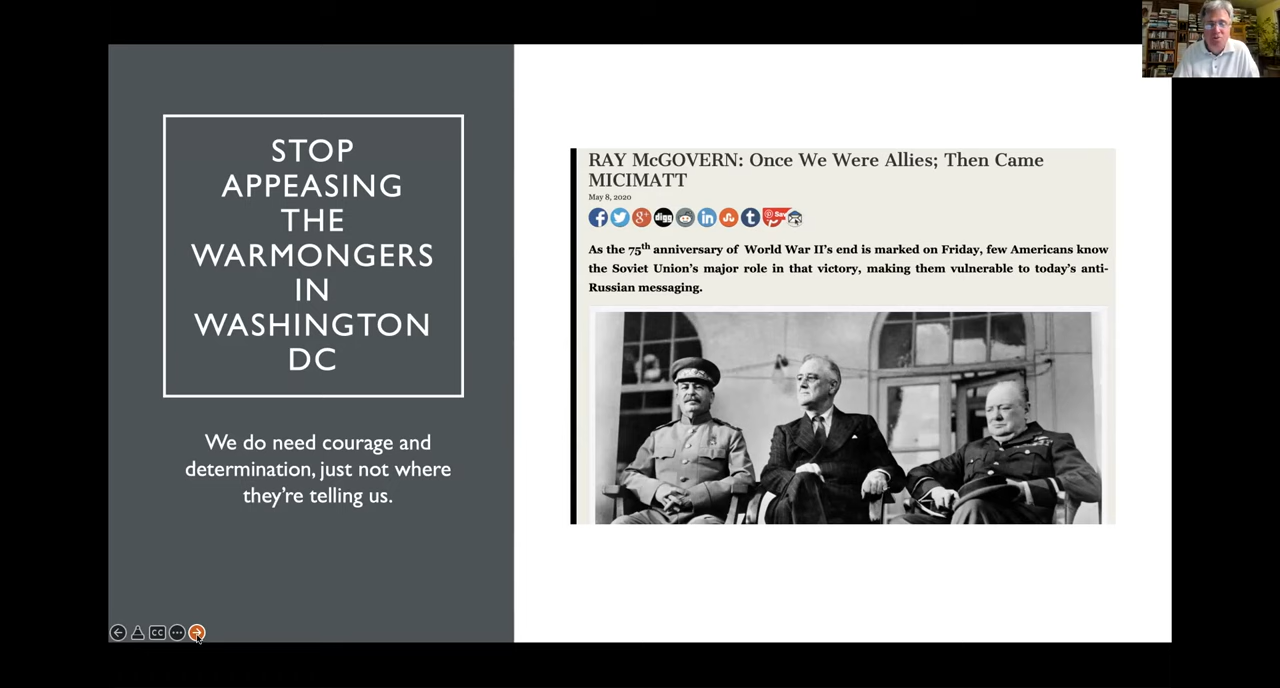 STOP
APPEASING
THE
WARMONGERS
IN
WASHINGTON
DC
We do need courage and
determination, just not where
they're telling us.
RAY McGOVERN: Once We Were Allies; Then Came
MICIMATT
May 8, 2020
digg
Save
As the 75th anniversary of World War II's end is marked on Friday, few Americans know
the Soviet Union's major role in that victory, making them vulnerable to today's anti-
Russian messaging.
CC